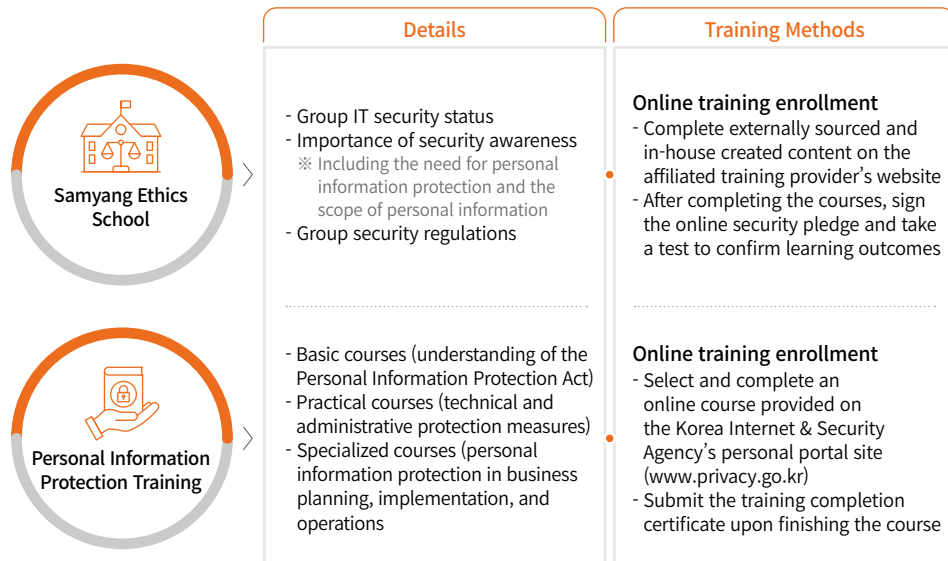 Details
Training Methods
Samyang Ethics
School
- Group IT security status
- Importance of security awareness
※ Including the need for personal
information protection and the
scope of personal information
- Group security regulations
Online training enrollment
- Complete externally sourced and
in-house created content on the
affiliated training provider's website
- After completing the courses, sign
the online security pledge and take
a test to confirm learning outcomes
Personal Information
Protection Training
- Basic courses (understanding of the
Personal Information Protection Act)
- Practical courses (technical and
administrative protection measures)
- Specialized courses (personal
information protection in business
planning, implementation, and
operations
Online training enrollment
- Select and complete an
online course provided on
the Korea Internet & Security
Agency's personal portal site
(www.privacy.go.kr)
- Submit the training completion
certificate upon finishing the course